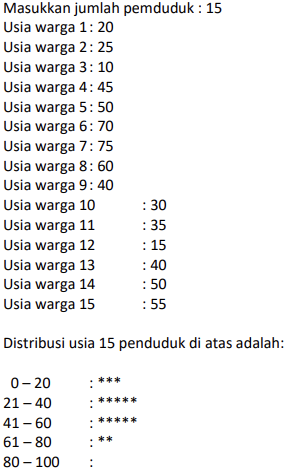 Masukkan jumlah pemduduk : 15
Usia warga 1 : 20
Usia warga 2 : 25
Usia warga 3 : 10
Usia warga 4 : 45
Usia warga 5 : 50
Usia warga 6 : 70
Usia warga 7 : 75
Usia warga 8 : 60
Usia warga 9 : 40
Usia warga 10 : 30
Usia warga 11 : 35
Usia warga 12 : 15
Usia warga 13 : 40
Usia warga 14 : 50
Usia warga 15 : 55
Distribusi usia 15 penduduk di atas adalah:
0 – 20 : ***
21 – 40 : *****
41 – 60 : *****
61 – 80 : **
80 – 100 :